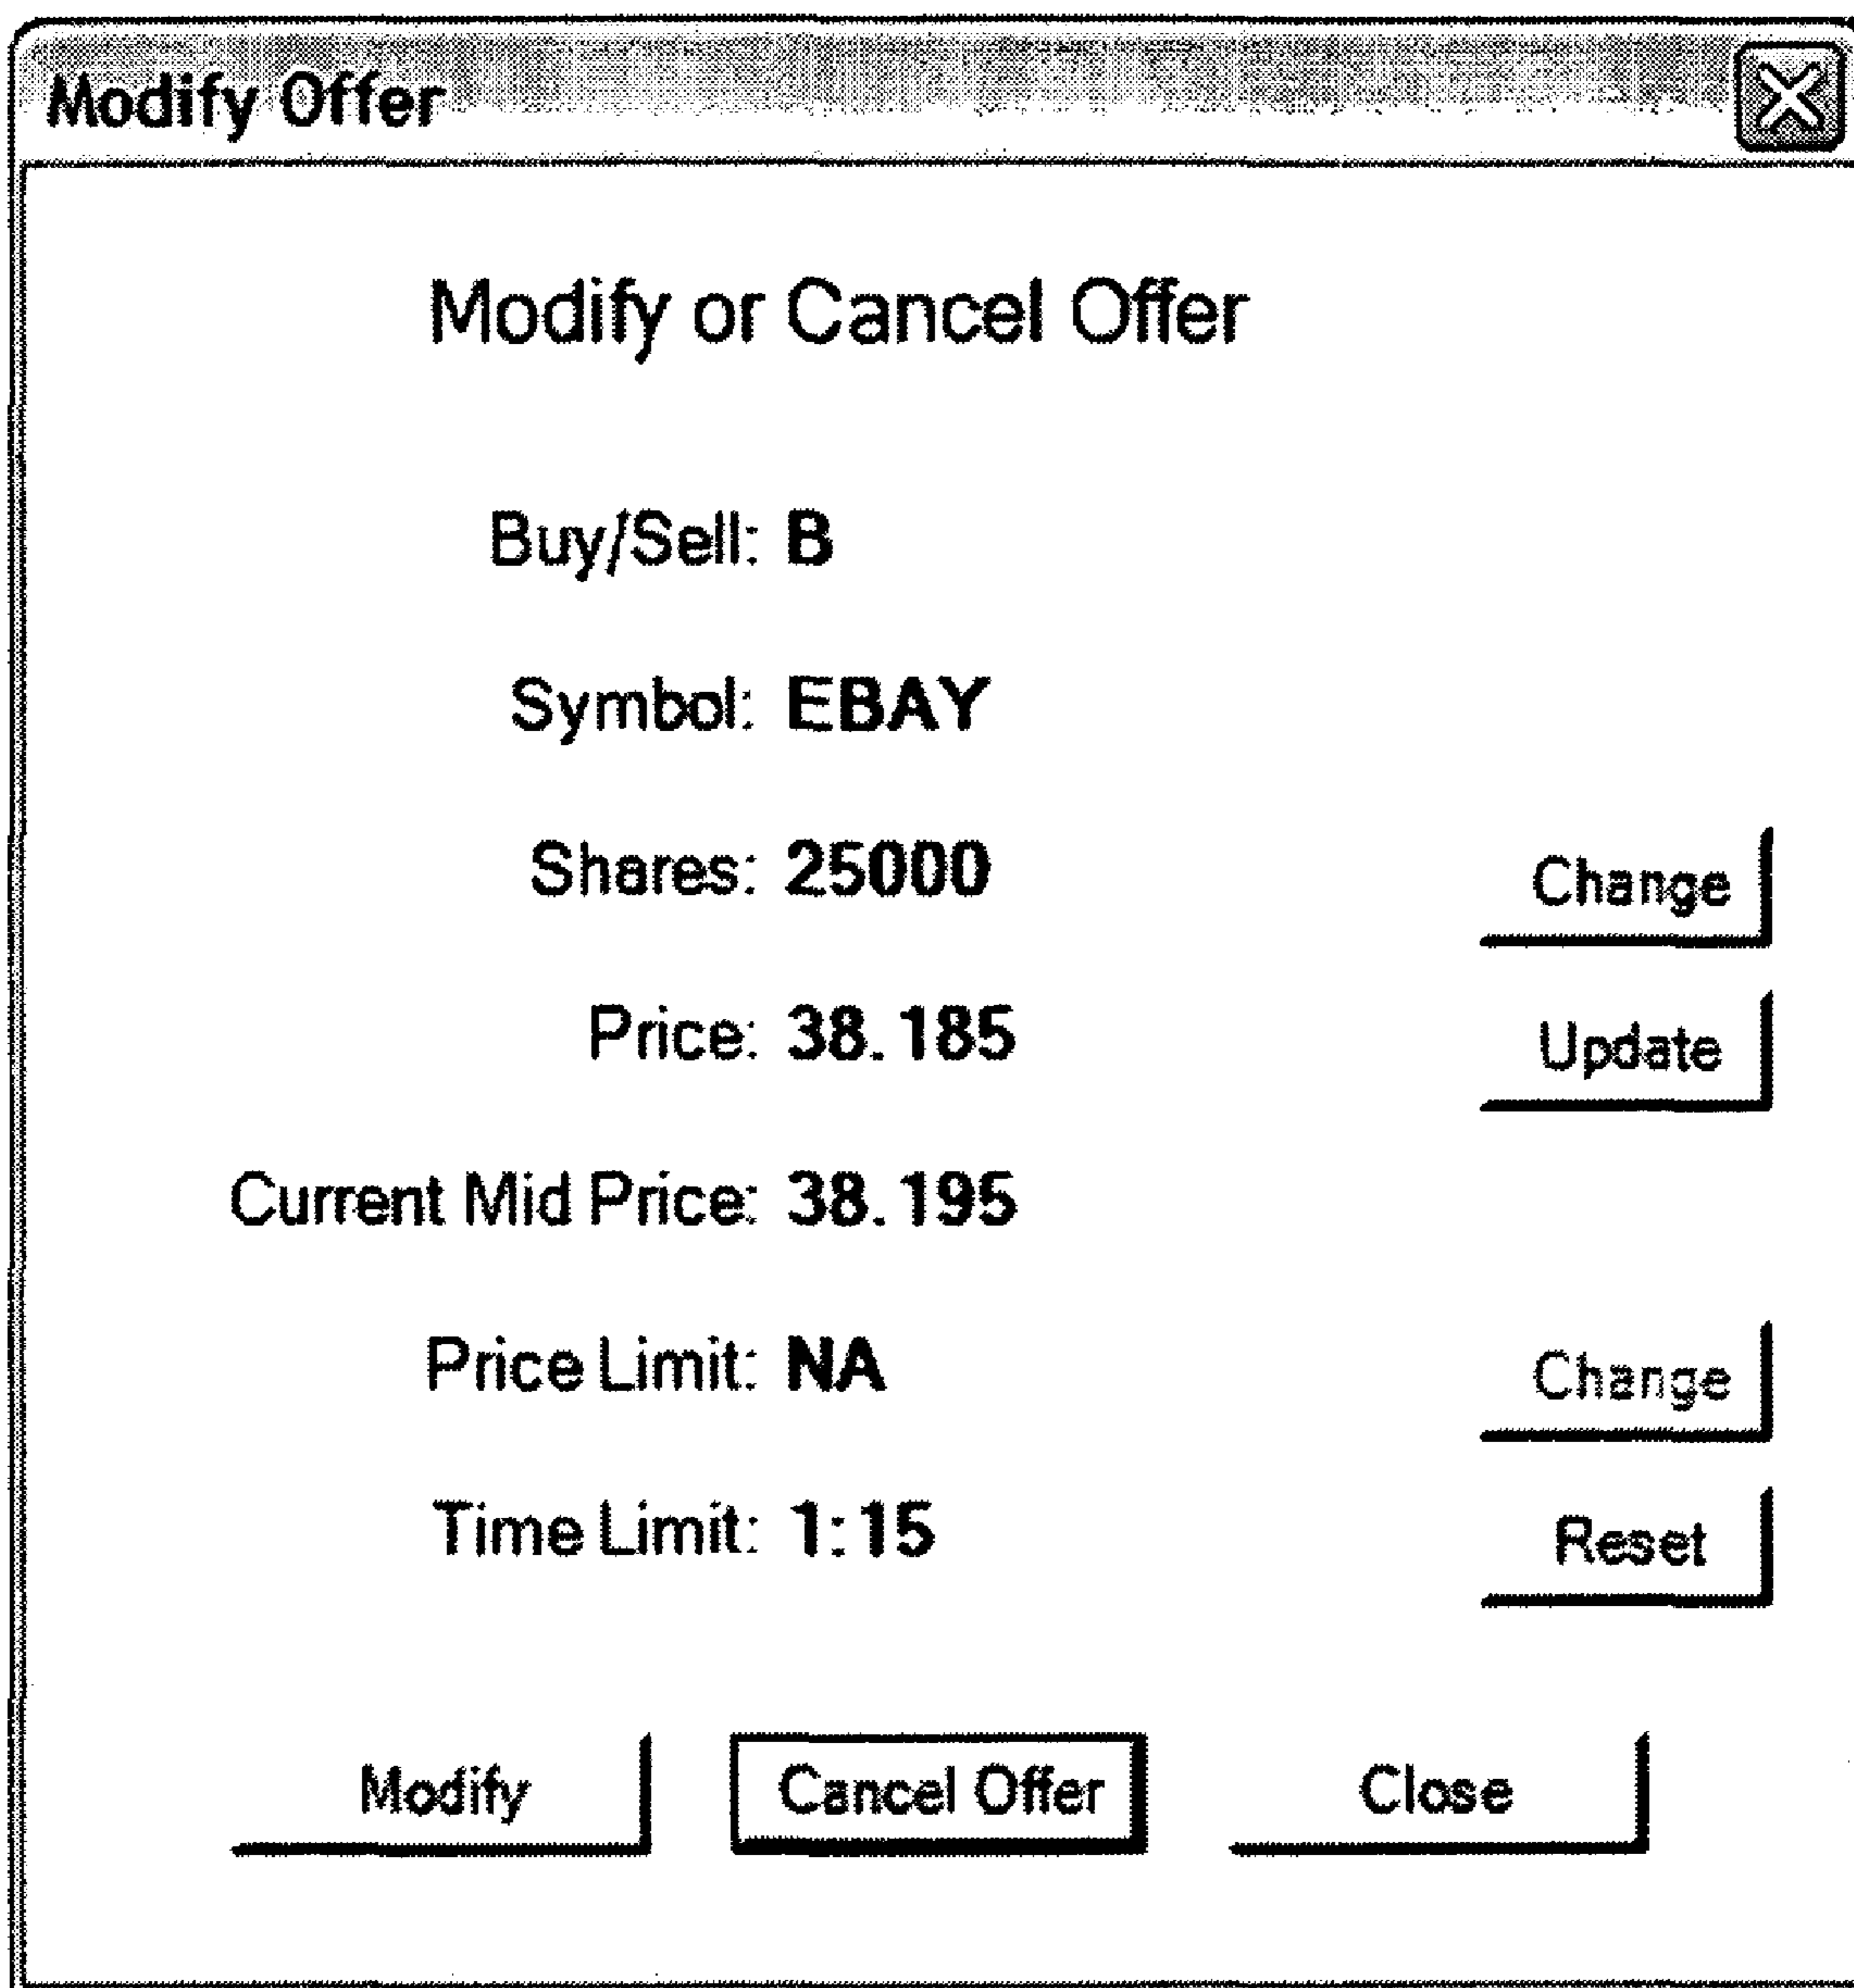 Modify Offer
Modify or Cancel Offer
Buy/Sell: B
Symbol: EBAY
Shares: 25000 Change
Price: 38.185 Update
Current Mid Price: 38.195
Price Limit: NA Change
Time Limit: 1:15 Reset
Modify Cancel Offer Close